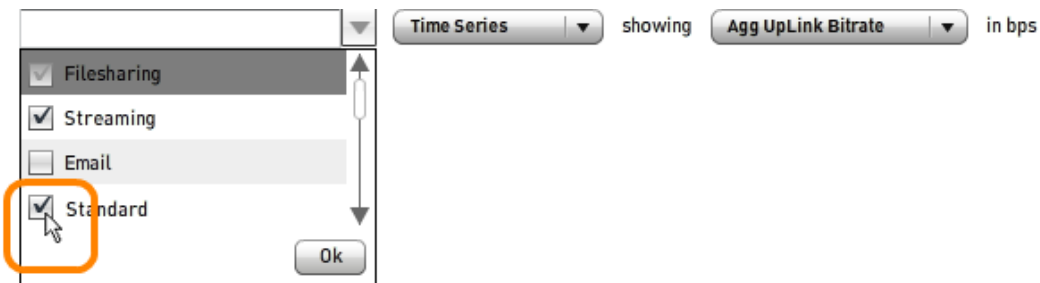 Time Series showing Agg UpLink Bitrate in bps
Filesharing
Streaming
Email
Standard
Ok